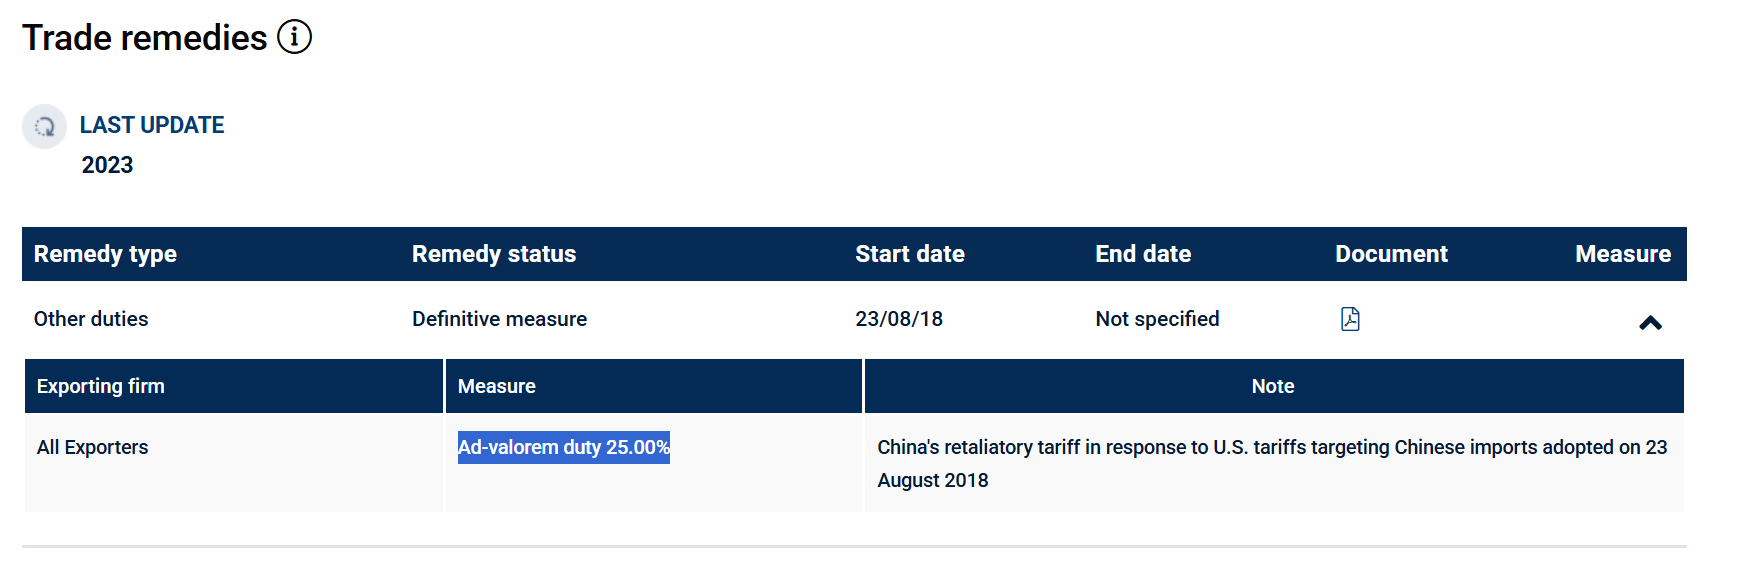 Trade remedies
LAST UPDATE
2023
Remedy type Remedy status Start date End date Document Measure
Other duties Definitive measure 23/08/18 Not specified
Exporting firm Measure Note
All Exporters Ad-valorem duty 25.00% China's retaliatory tariff in response to U.S. tariffs targeting Chinese imports adopted on 23
August 2018